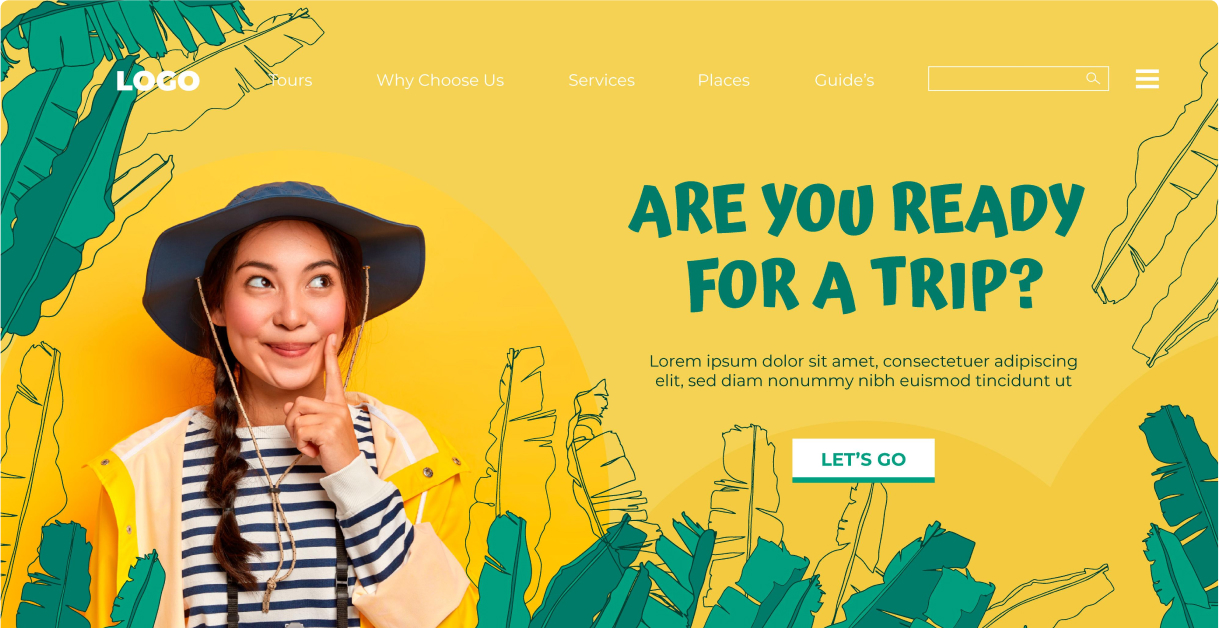 LOGO
Tours
Why Choose Us
Services
Places
Guide’s
ARE YOU READY
FOR A TRIP?
Lorem ipsum dolor sit amet, consectetuer adipiscing
elit, sed diam nonummy nibh euismod tincidunt ut
LET’S GO